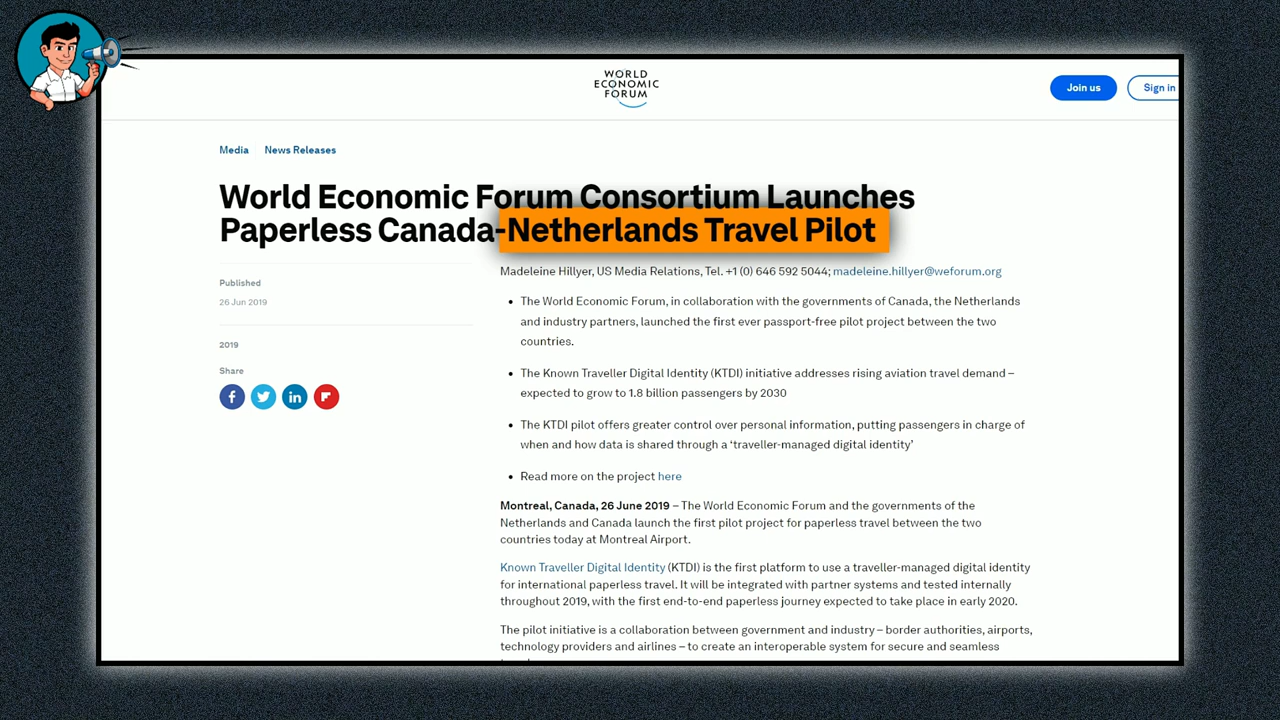 WORLD
ECONOMIC
FORUM
Join us
Sign in
Media
News Releases
World Economic Forum Consortium Launches
Paperless Canada-Netherlands Travel Pilot
Published
26 Jun 2019
2019
Share
Madeleine Hillyer, US Media Relations, Tel. +1 (0) 646 592 5044; madeleine.hillyer@weforum.org
• The World Economic Forum, in collaboration with the governments of Canada, the Netherlands
and industry partners, launched the first ever passport-free pilot project between the two
countries.
• The Known Traveller Digital Identity (KTDI) initiative addresses rising aviation travel demand –
expected to grow to 1.8 billion passengers by 2030
• The KTDI pilot offers greater control over personal information, putting passengers in charge of
when and how data is shared through a ‘traveller-managed digital identity’
• Read more on the project here
Montreal, Canada, 26 June 2019 – The World Economic Forum and the governments of the
Netherlands and Canada launch the first pilot project for paperless travel between the two
countries today at Montreal Airport.
Known Traveller Digital Identity (KTDI) is the first platform to use a traveller-managed digital identity
for international paperless travel. It will be integrated with partner systems and tested internally
throughout 2019, with the first end-to-end paperless journey expected to take place in early 2020.
The pilot initiative is a collaboration between government and industry – border authorities, airports,
technology providers and airlines – to create an interoperable system for secure and seamless